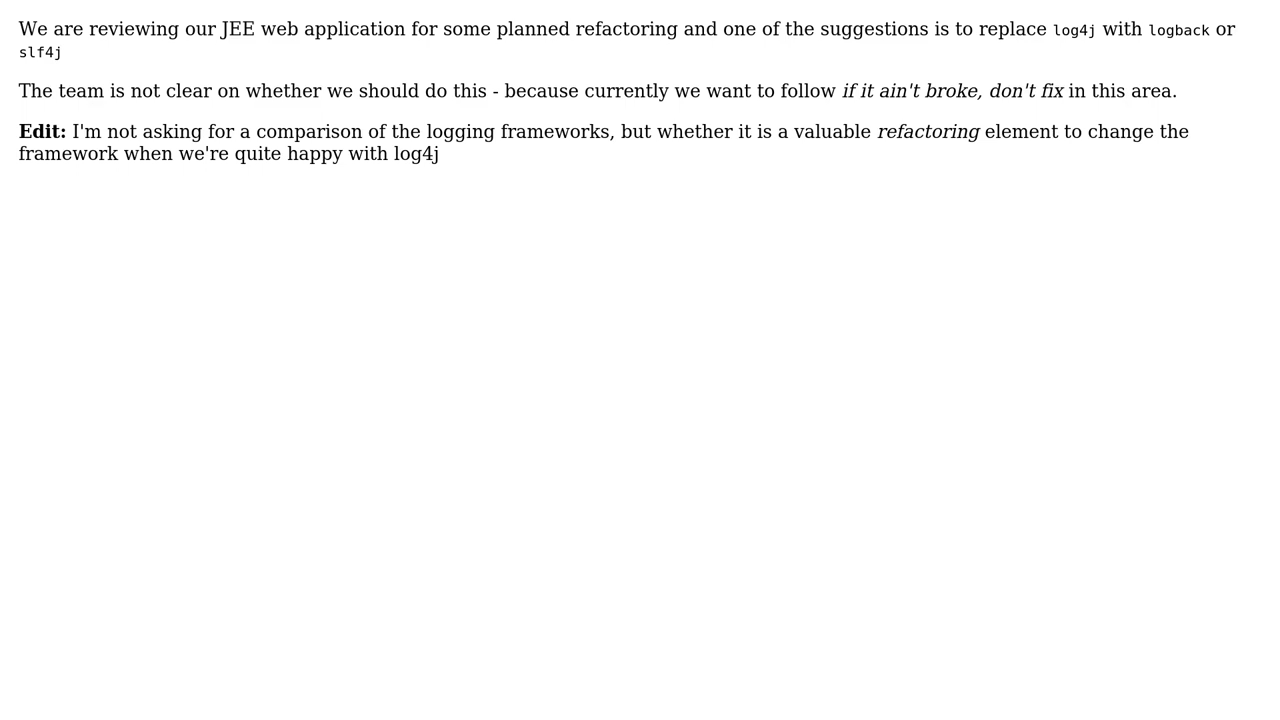 We are reviewing our JEE web application for some planned refactoring and one of the suggestions is to replace log4j with logback or
slf4j
The team is not clear on whether we should do this - because currently we want to follow if it ain't broke, don't fix in this area.
Edit: I'm not asking for a comparison of the logging frameworks, but whether it is a valuable refactoring element to change the
framework when we're quite happy with log4j